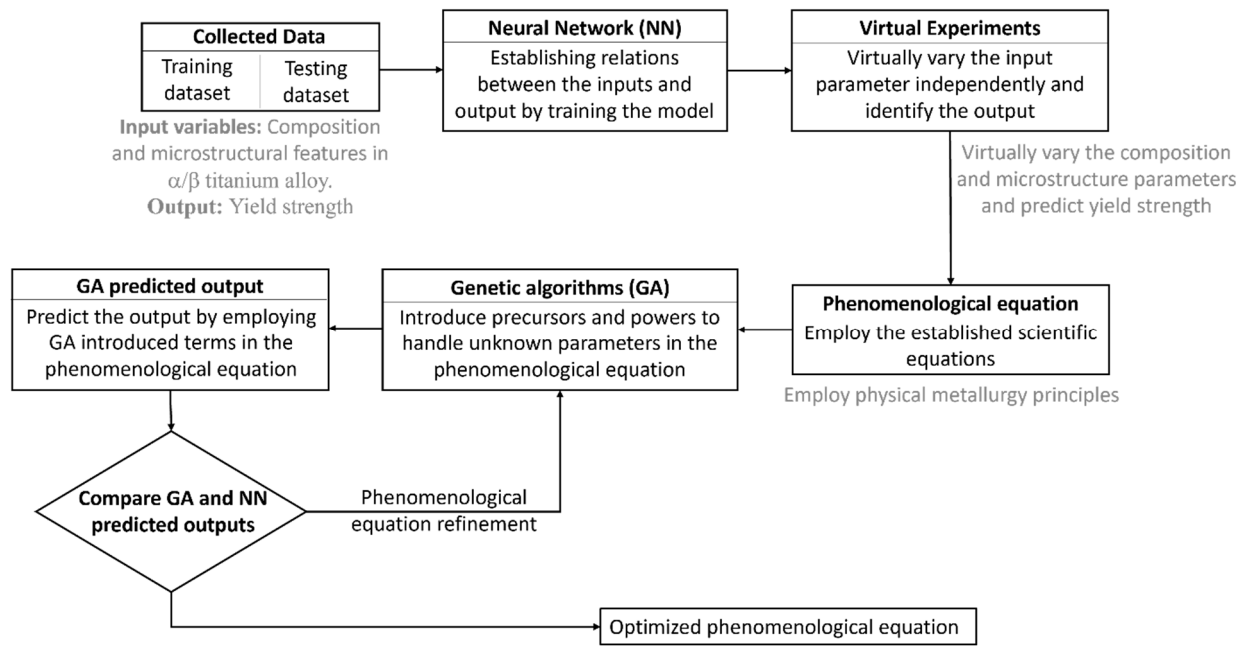 Collected Data
Training
dataset
Testing
dataset
Input variables: Composition
and microstructural features in
α/β titanium alloy.
Output: Yield strength
Neural Network (NN)
Establishing relations
between the inputs and
output by training the model
Virtual Experiments
Virtually vary the input
parameter independently and
identify the output
Virtually vary the composition
and microstructure parameters
and predict yield strength
Phenomenological equation
Employ the established scientific
equations
Employ physical metallurgy principles
Genetic algorithms (GA)
Introduce precursors and powers to
handle unknown parameters in the
phenomenological equation
GA predicted output
Predict the output by employing
GA introduced terms in the
phenomenological equation
Compare GA and NN
predicted outputs
Phenomenological
equation refinement
Optimized phenomenological equation